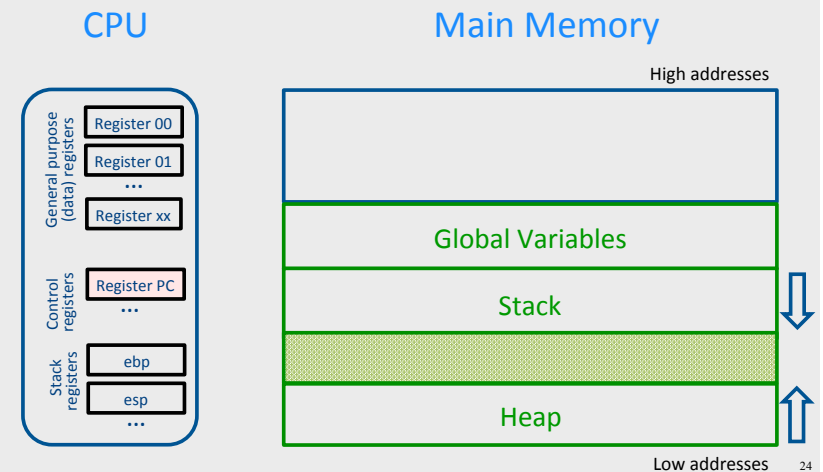 CPU
Main Memory
High addresses
General purpose
(data) registers
Register 00
Register 01
...
Register xx
Control
registers
Register PC
...
Stack
registers
ebp
esp
...
Global Variables
Stack
Heap
Low addresses
24